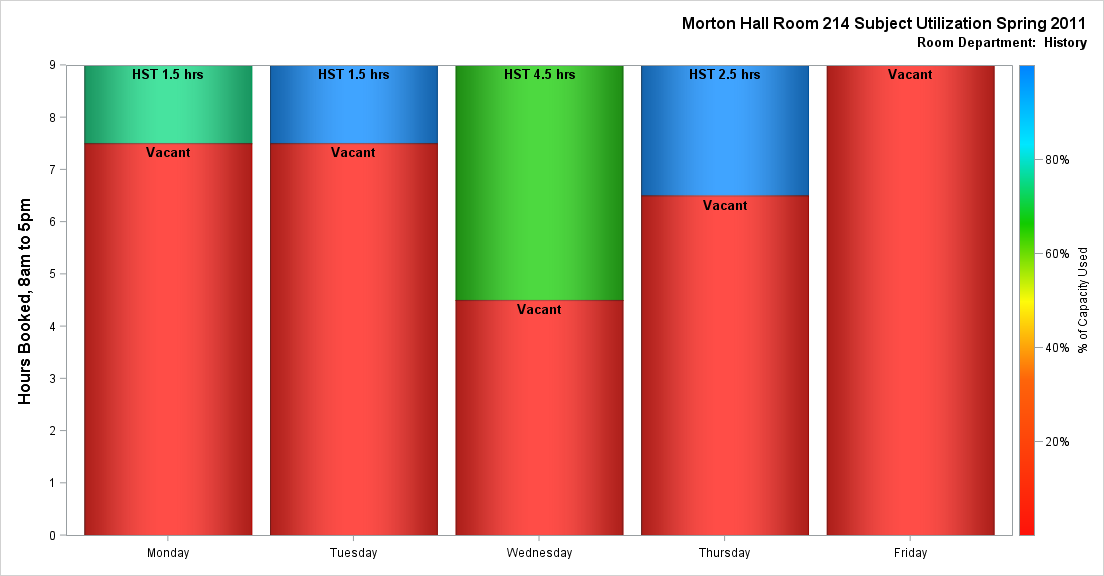 Morton Hall Room 214 Subject Utilization Spring 2011
Room Department:  History
Hours Booked, 8am to 5pm
9
8
7
6
5
4
3
2
1
0
HST 1.5 hrs
Vacant
HST 1.5 hrs
Vacant
HST 4.5 hrs
Vacant
HST 2.5 hrs
Vacant
Vacant
Monday
Tuesday
Wednesday
Thursday
Friday
80%
60%
40%
20%
% of Capacity Used